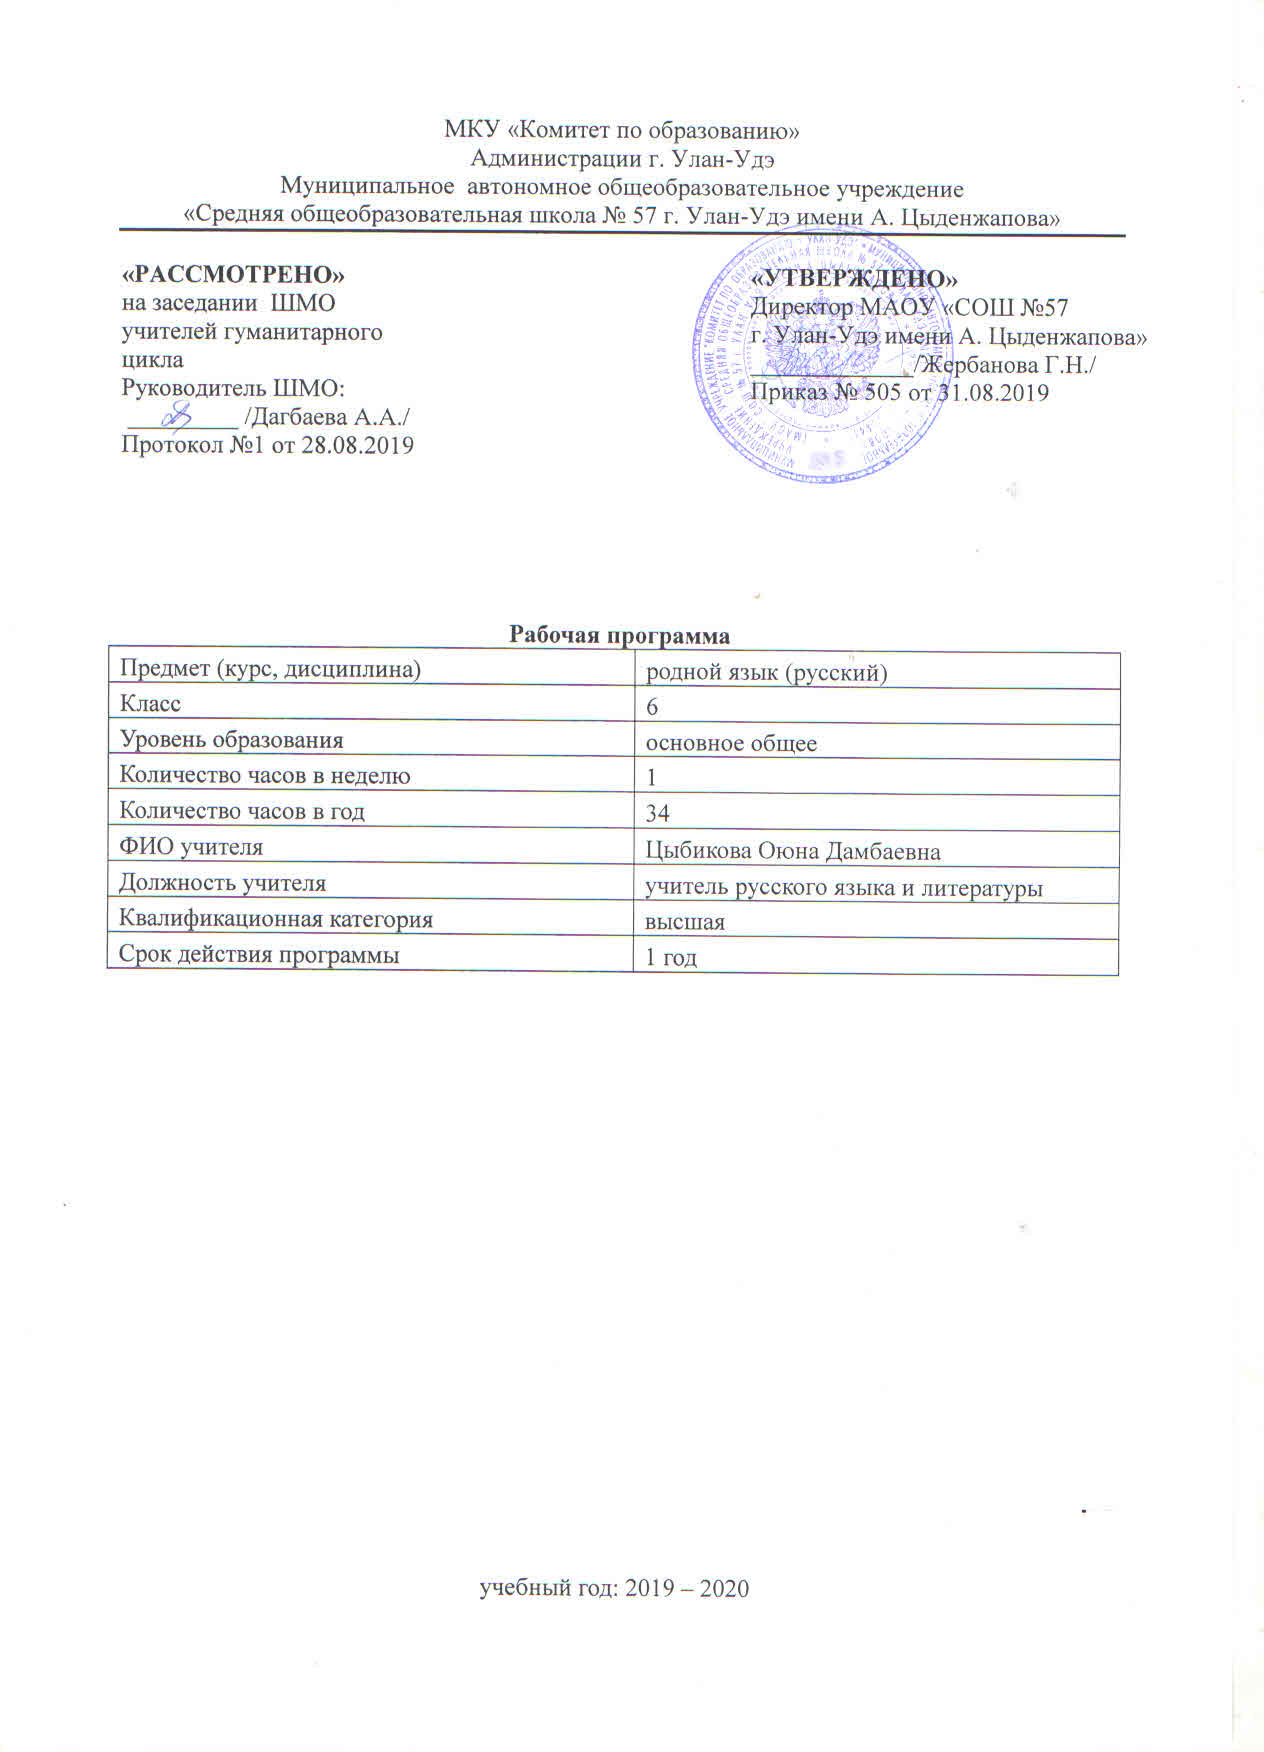 МКУ «Комитет по образованию»
Администрации г. Улан-Удэ
Муниципальное автономное общеобразовательное учреждение
«Средняя общеобразовательная школа № 57 г. Улан-Удэ имени А. Цыденжапова»
«РАССМОТРЕНО»
на заседании ШМО
учителей гуманитарного
цикла
Руководитель ШМО:
_________ /Дагбаева А.А./
Протокол №1 от 28.08.2019
«УТВЕРЖДЕНО»
Директор МАОУ «СОШ №57
г. Улан-Удэ имени А. Цыденжапова»
_____________/Жербанова Г.Н./
Приказ № 505 от 31.08.2019
Рабочая программа
Предмет (курс, дисциплина) родной язык (русский)
Класс 6
Уровень образования основное общее
Количество часов в неделю 1
Количество часов в год 34
ФИО учителя Цыбикова Оюна Дамбаевна
Должность учителя учитель русского языка и литературы
Квалификационная категория высшая
Срок действия программы 1 год
учебный год: 2019 – 2020